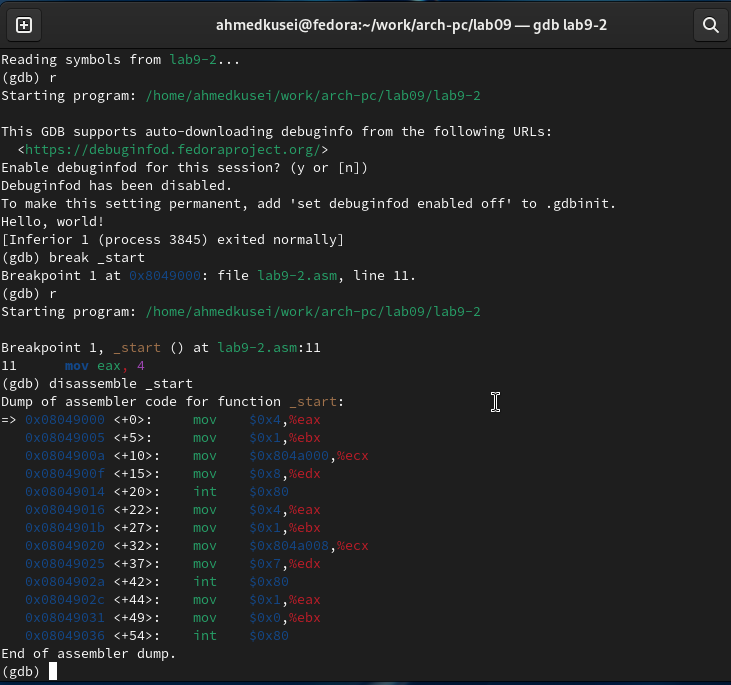 ahmedkusei@fedora:~/work/arch-pc/lab09 — gdb lab9-2
Reading symbols from lab9-2...
(gdb) r
Starting program: /home/ahmedkusei/work/arch-pc/lab09/lab9-2

This GDB supports auto-downloading debuginfo from the following URLs:
  <https://debuginfod.fedoraproject.org/>
Enable debuginfod for this session? (y or [n])
Debuginfod has been disabled.
To make this setting permanent, add 'set debuginfod enabled off' to .gdbinit.
Hello, world!
[Inferior 1 (process 3845) exited normally]
(gdb) break _start
Breakpoint 1 at 0x8049000: file lab9-2.asm, line 11.
(gdb) r
Starting program: /home/ahmedkusei/work/arch-pc/lab09/lab9-2

Breakpoint 1, _start () at lab9-2.asm:11
11      mov eax, 4
(gdb) disassemble _start
Dump of assembler code for function _start:
=> 0x08049000 <+0>:     mov    $0x4,%eax
   0x08049005 <+5>:     mov    $0x1,%ebx
   0x0804900a <+10>:    mov    $0x804a000,%ecx
   0x0804900f <+15>:    mov    $0x8,%edx
   0x08049014 <+20>:    int    $0x80
   0x08049016 <+22>:    mov    $0x4,%eax
   0x0804901b <+27>:    mov    $0x1,%ebx
   0x08049020 <+32>:    mov    $0x804a008,%ecx
   0x08049025 <+37>:    mov    $0x7,%edx
   0x0804902a <+42>:    int    $0x80
   0x0804902c <+44>:    mov    $0x1,%eax
   0x08049031 <+49>:    mov    $0x0,%ebx
   0x08049036 <+54>:    int    $0x80
End of assembler dump.
(gdb)